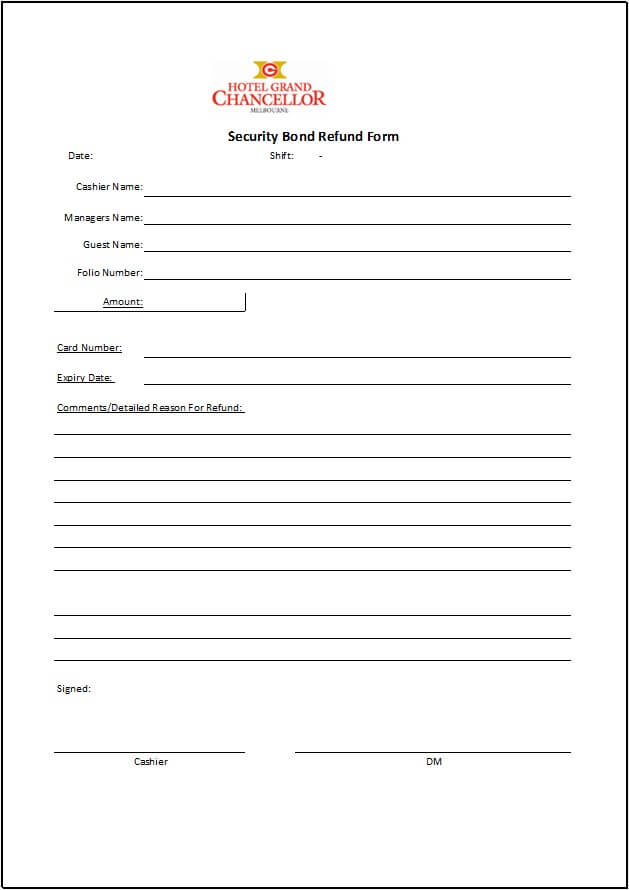 HOTEL GRAND
CHANCELLOR
MELBOURNE
Security Bond Refund Form
Date: Shift: -
Cashier Name:
Managers Name:
Guest Name:
Folio Number:
Amount:
Card Number:
Expiry Date:
Comments/Detailed Reason For Refund:
Signed:
Cashier DM